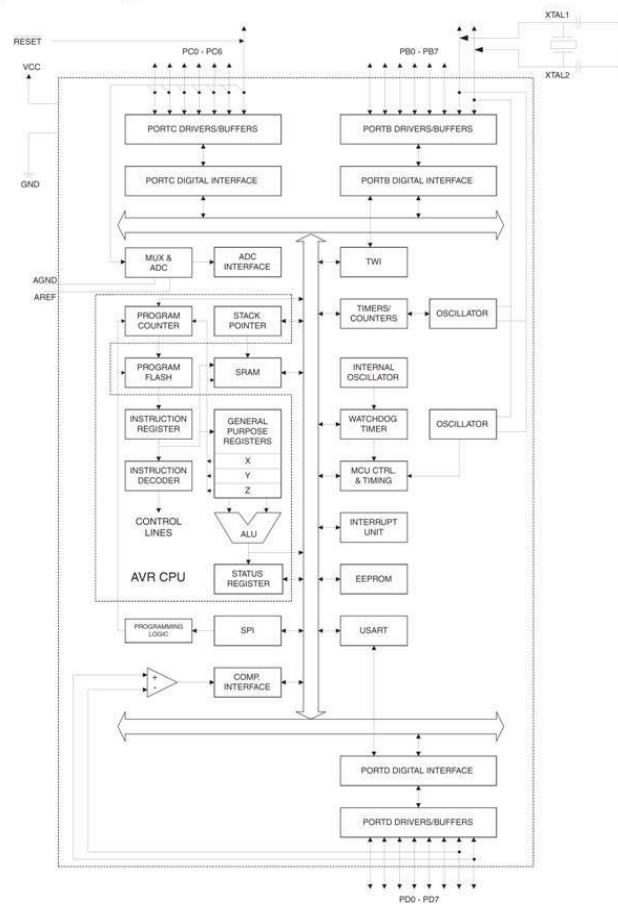 XTAL1
RESET
PC0 - PC6
PB0 - PB7
VCC
XTAL2
PORTC DRIVERS/BUFFERS
PORTB DRIVERS/BUFFERS
PORTC DIGITAL INTERFACE
PORTB DIGITAL INTERFACE
GND
MUX &
ADC
ADC
INTERFACE
TWI
AGND
AREF
PROGRAM
COUNTER
STACK
POINTER
TIMERS/
COUNTERS
OSCILLATOR
PROGRAM
FLASH
SRAM
INTERNAL
OSCILLATOR
INSTRUCTION
REGISTER
GENERAL
PURPOSE
REGISTERS
WATCHDOG
TIMER
OSCILLATOR
X
INSTRUCTION
DECODER
Y
MCU CTRL.
& TIMING
Z
CONTROL
LINES
INTERRUPT
UNIT
ALU
AVR CPU
STATUS
REGISTER
EEPROM
PROGRAMMING
LOGIC
SPI
USART
+
-
COMP.
INTERFACE
PORTD DIGITAL INTERFACE
PORTD DRIVERS/BUFFERS
PD0 - PD7